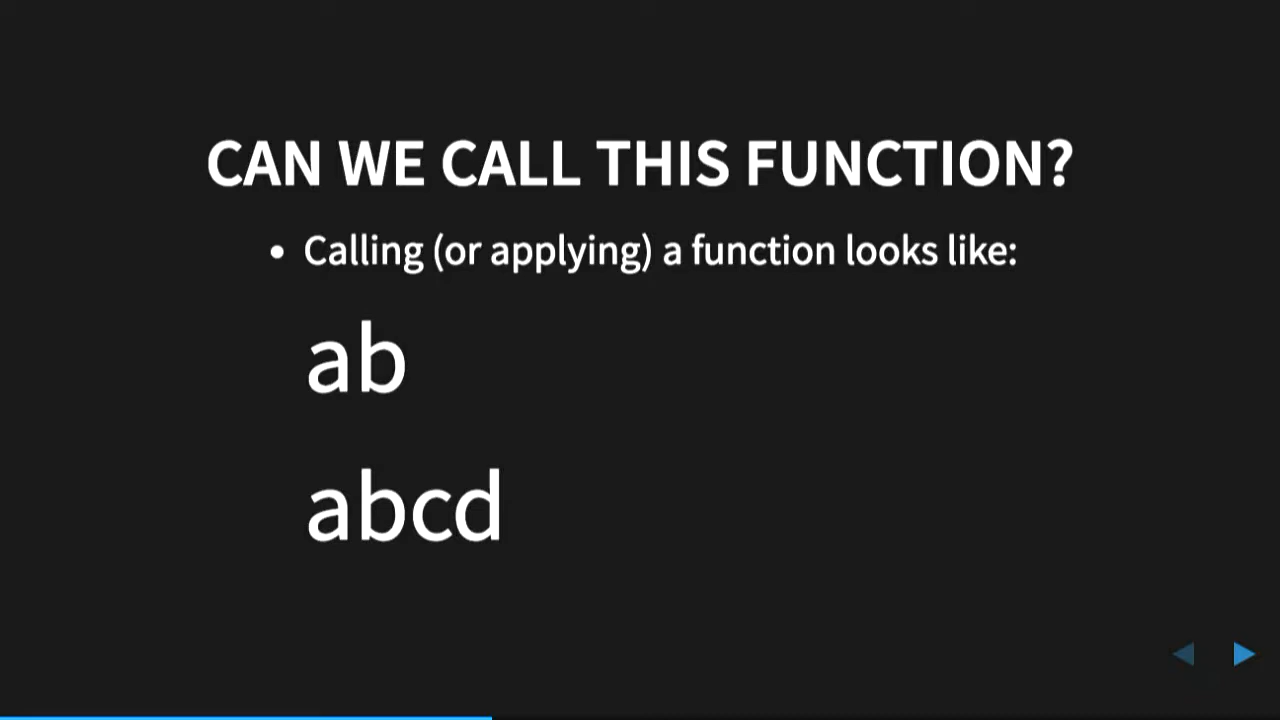 CAN WE CALL THIS FUNCTION?
• Calling (or applying) a function looks like:
ab
abcd